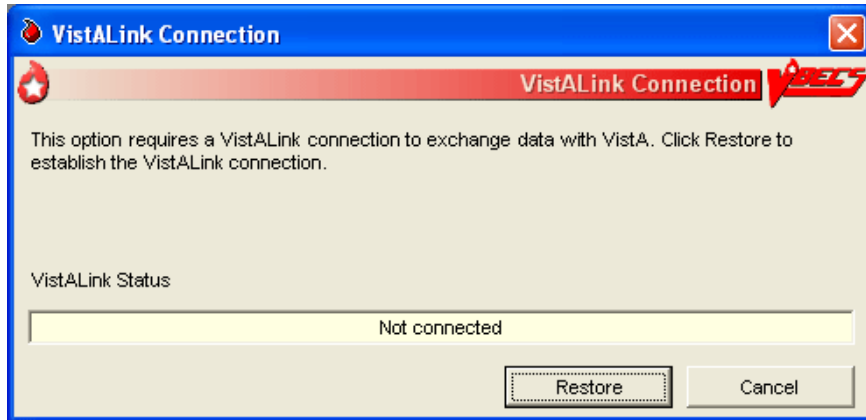 VistALink Connection
VistALink Connection
VBECS
This option requires a VistALink connection to exchange data with VistA. Click Restore to
establish the VistALink connection.
VistALink Status
Not connected
Restore
Cancel